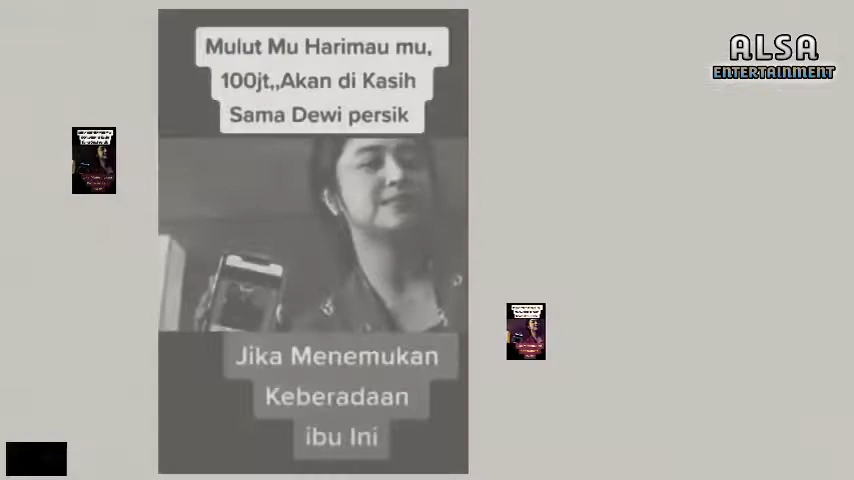 Mulut Mu Harimau mu,
100jt,,Akan di Kasih
Sama Dewi persik
Jika Menemukan
Keberadaan
ibu Ini
ALSA
ENTERTAINMENT